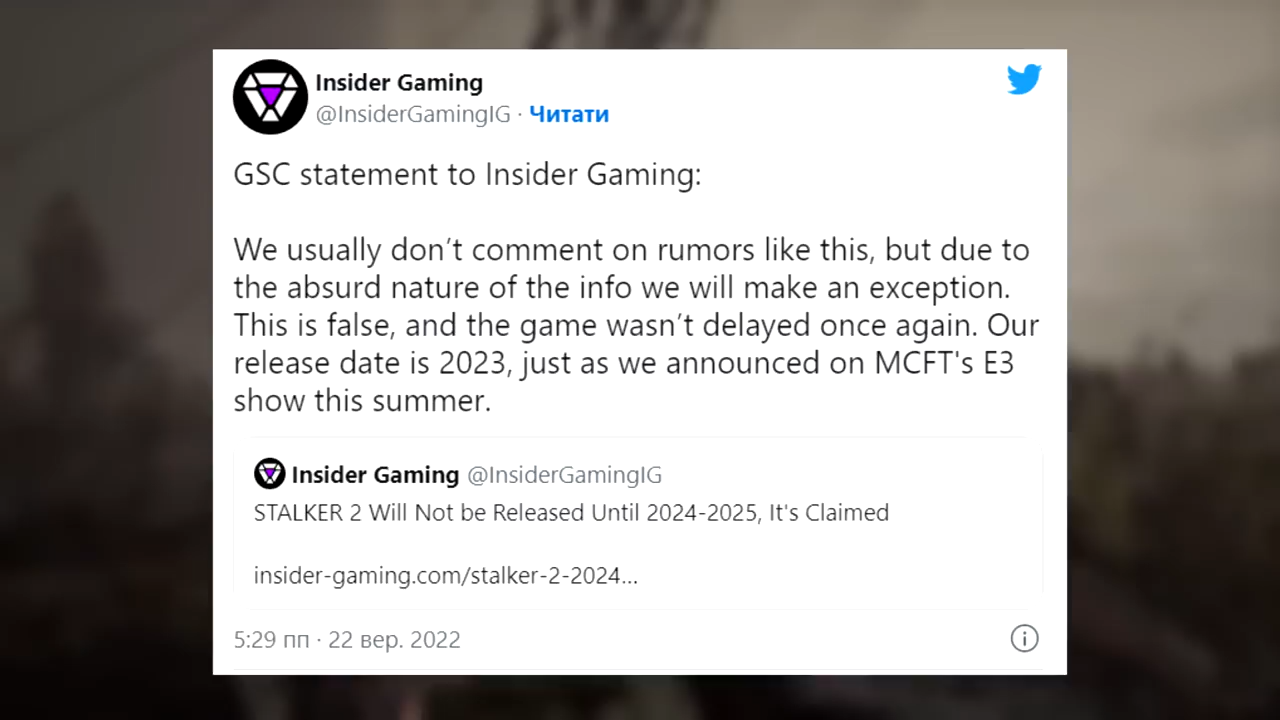 Insider Gaming
@InsiderGamingIG · Читати
GSC statement to Insider Gaming:
We usually don’t comment on rumors like this, but due to
the absurd nature of the info we will make an exception.
This is false, and the game wasn’t delayed once again. Our
release date is 2023, just as we announced on MCFT's E3
show this summer.
Insider Gaming @InsiderGamingIG
STALKER 2 Will Not be Released Until 2024-2025, It's Claimed
insider-gaming.com/stalker-2-2024...
5:29 пп · 22 вер. 2022